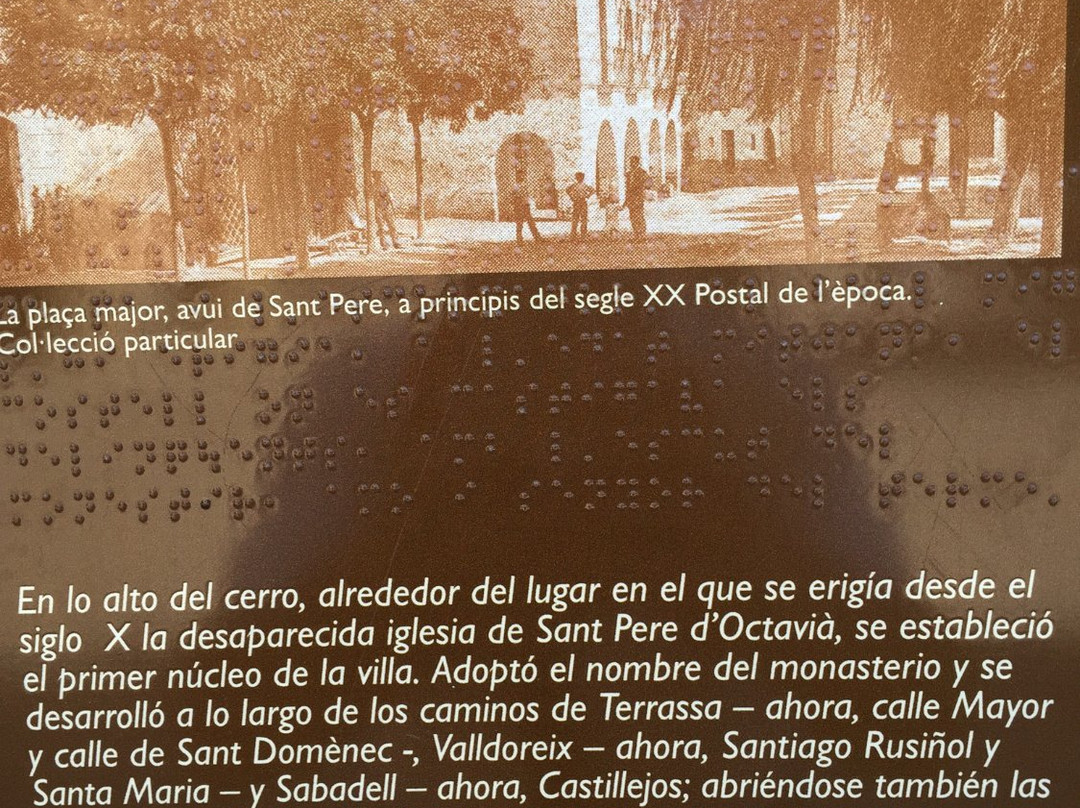 La plaça major, avui de Sant Pere, a principis del segle XX Postal de l'època.
Col·lecció particular
En lo alto del cerro, alrededor del lugar en el que se erigía desde el
siglo X la desaparecida iglesia de Sant Pere d'Octavià, se estableció
el primer núcleo de la villa. Adoptó el nombre del monasterio y se
desarrolló a lo largo de los caminos de Terrassa – ahora, calle Mayor
y calle de Sant Domènec -, Valldoreix – ahora, Santiago Rusiñol y
Santa Maria – y Sabadell – ahora, Castillejos; abriéndose también las